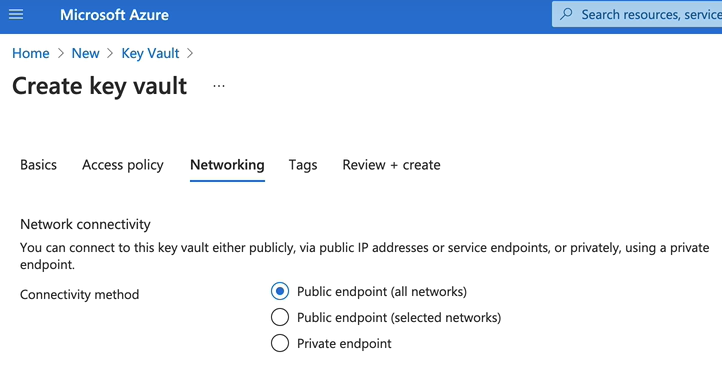 Microsoft Azure
Search resources, service
Home > New > Key Vault >
Create key vault ...
Basics Access policy Networking Tags Review + create
Network connectivity
You can connect to this key vault either publicly, via public IP addresses or service endpoints, or privately, using a private
endpoint.
Connectivity method
Public endpoint (all networks)
Public endpoint (selected networks)
Private endpoint